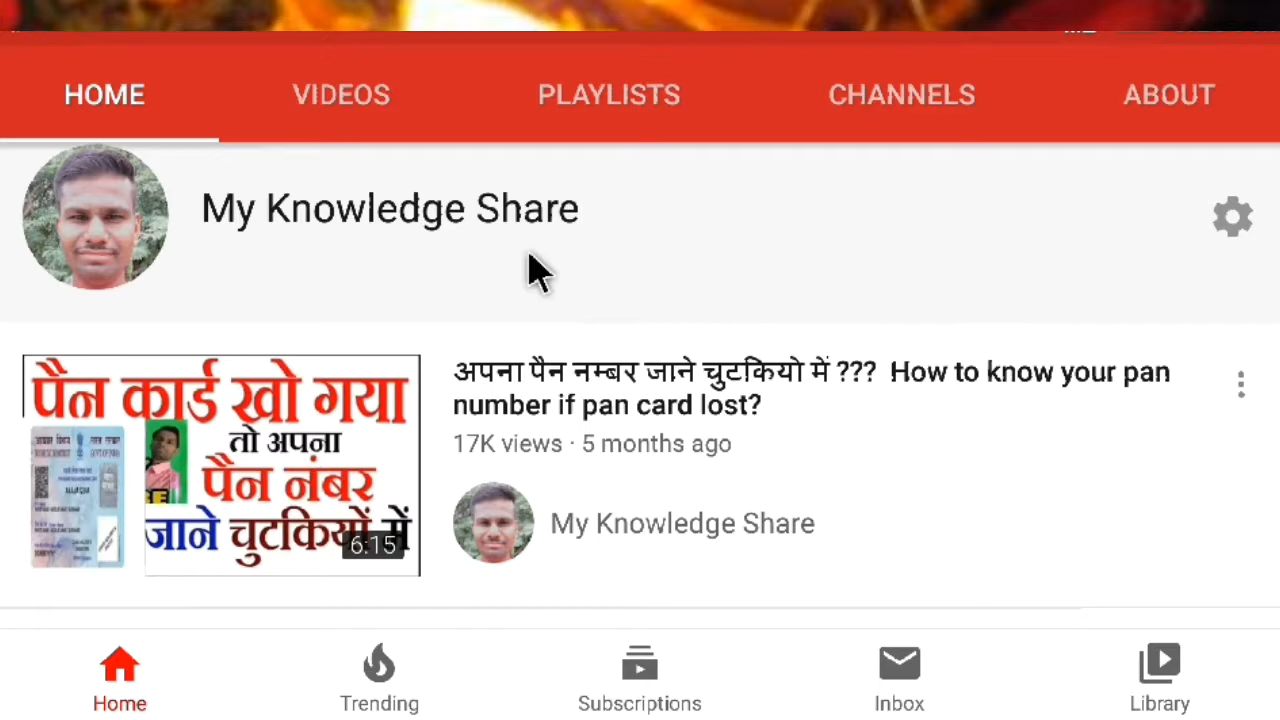 HOME VIDEOS PLAYLISTS CHANNELS ABOUT
My Knowledge Share
पैन कार्ड खो गया
तो अपना
पैन नंबर
जाने चुटकियों में
6:15
अपना पैन नम्बर जाने चुटकियो में ??? How to know your pan
number if pan card lost?
17K views · 5 months ago
My Knowledge Share
Home Trending Subscriptions Inbox Library